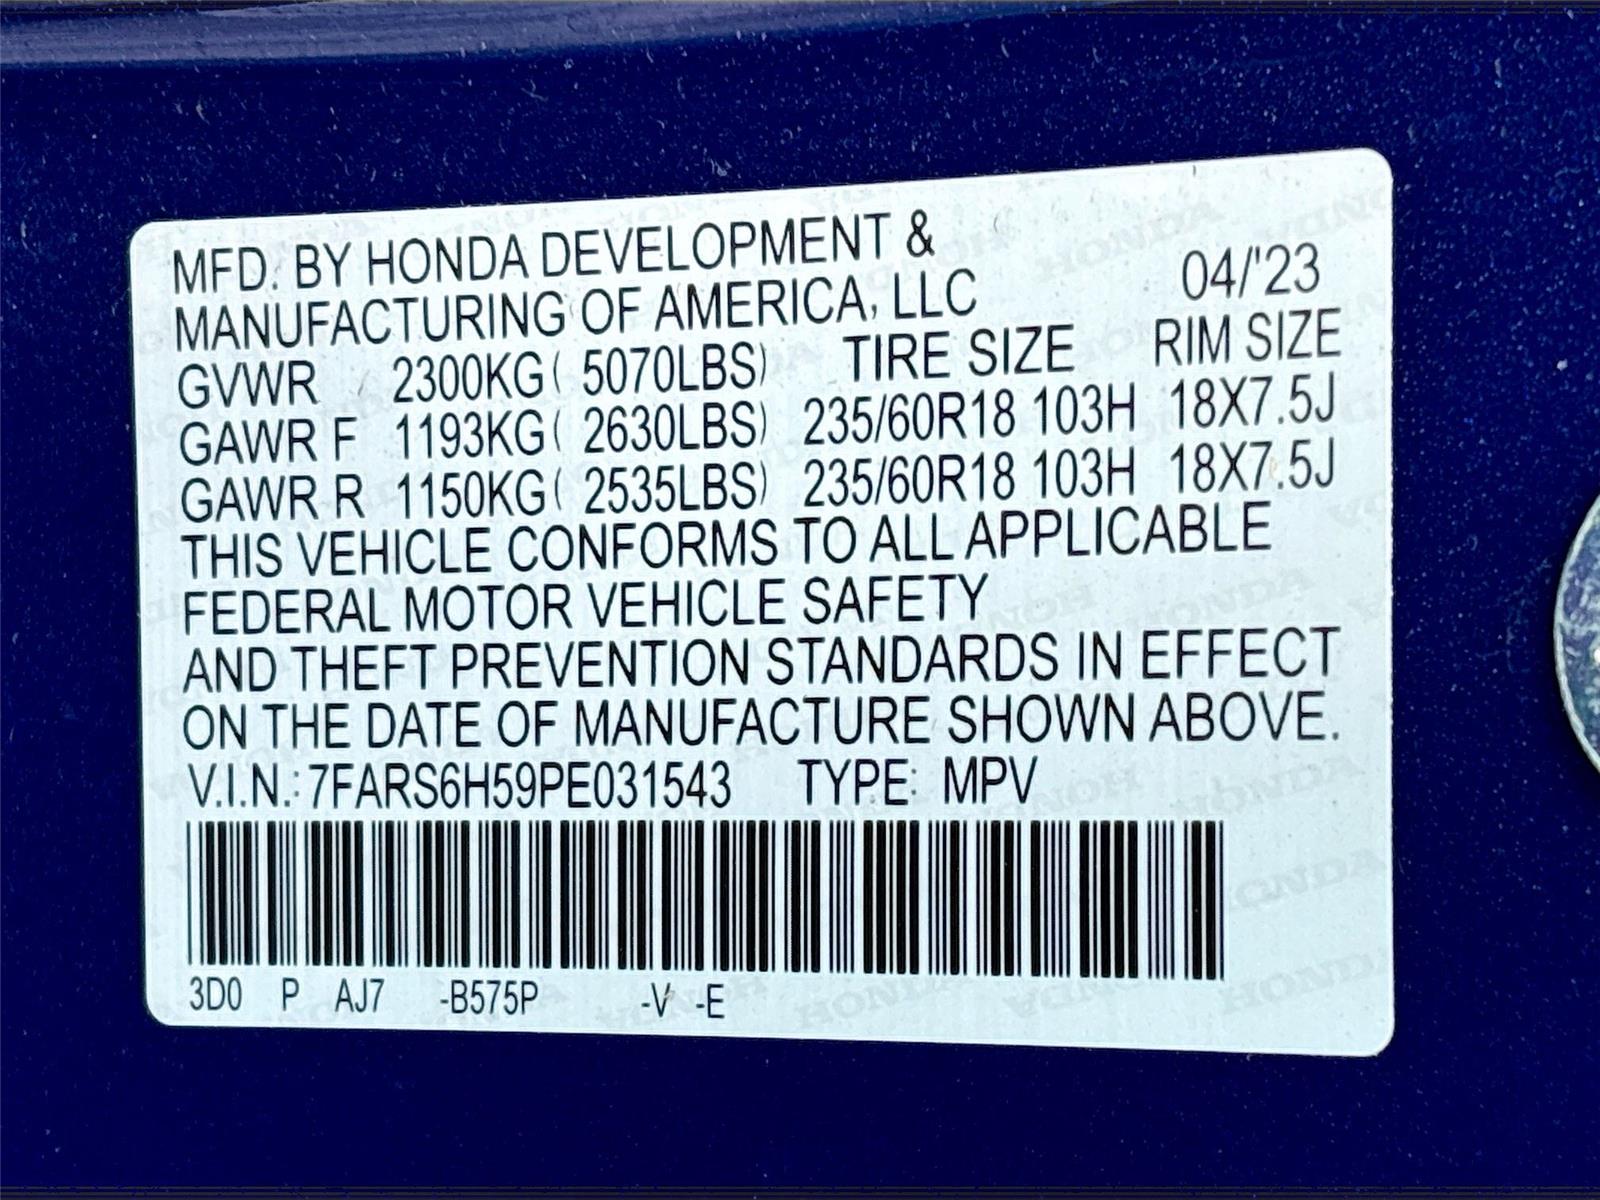 MFD. BY HONDA DEVELOPMENT &
MANUFACTURING OF AMERICA, LLC 04/'23
GVWR 2300KG( 5070LBS) TIRE SIZE RIM SIZE
GAWR F 1193KG( 2630LBS) 235/60R18 103H 18X7.5J
GAWR R 1150KG( 2535LBS) 235/60R18 103H 18X7.5J
THIS VEHICLE CONFORMS TO ALL APPLICABLE
FEDERAL MOTOR VEHICLE SAFETY
AND THEFT PREVENTION STANDARDS IN EFFECT
ON THE DATE OF MANUFACTURE SHOWN ABOVE.
V.I.N.: 7FARS6H59PE031543 TYPE: MPV
3D0 P AJ7 -B575P -V -E